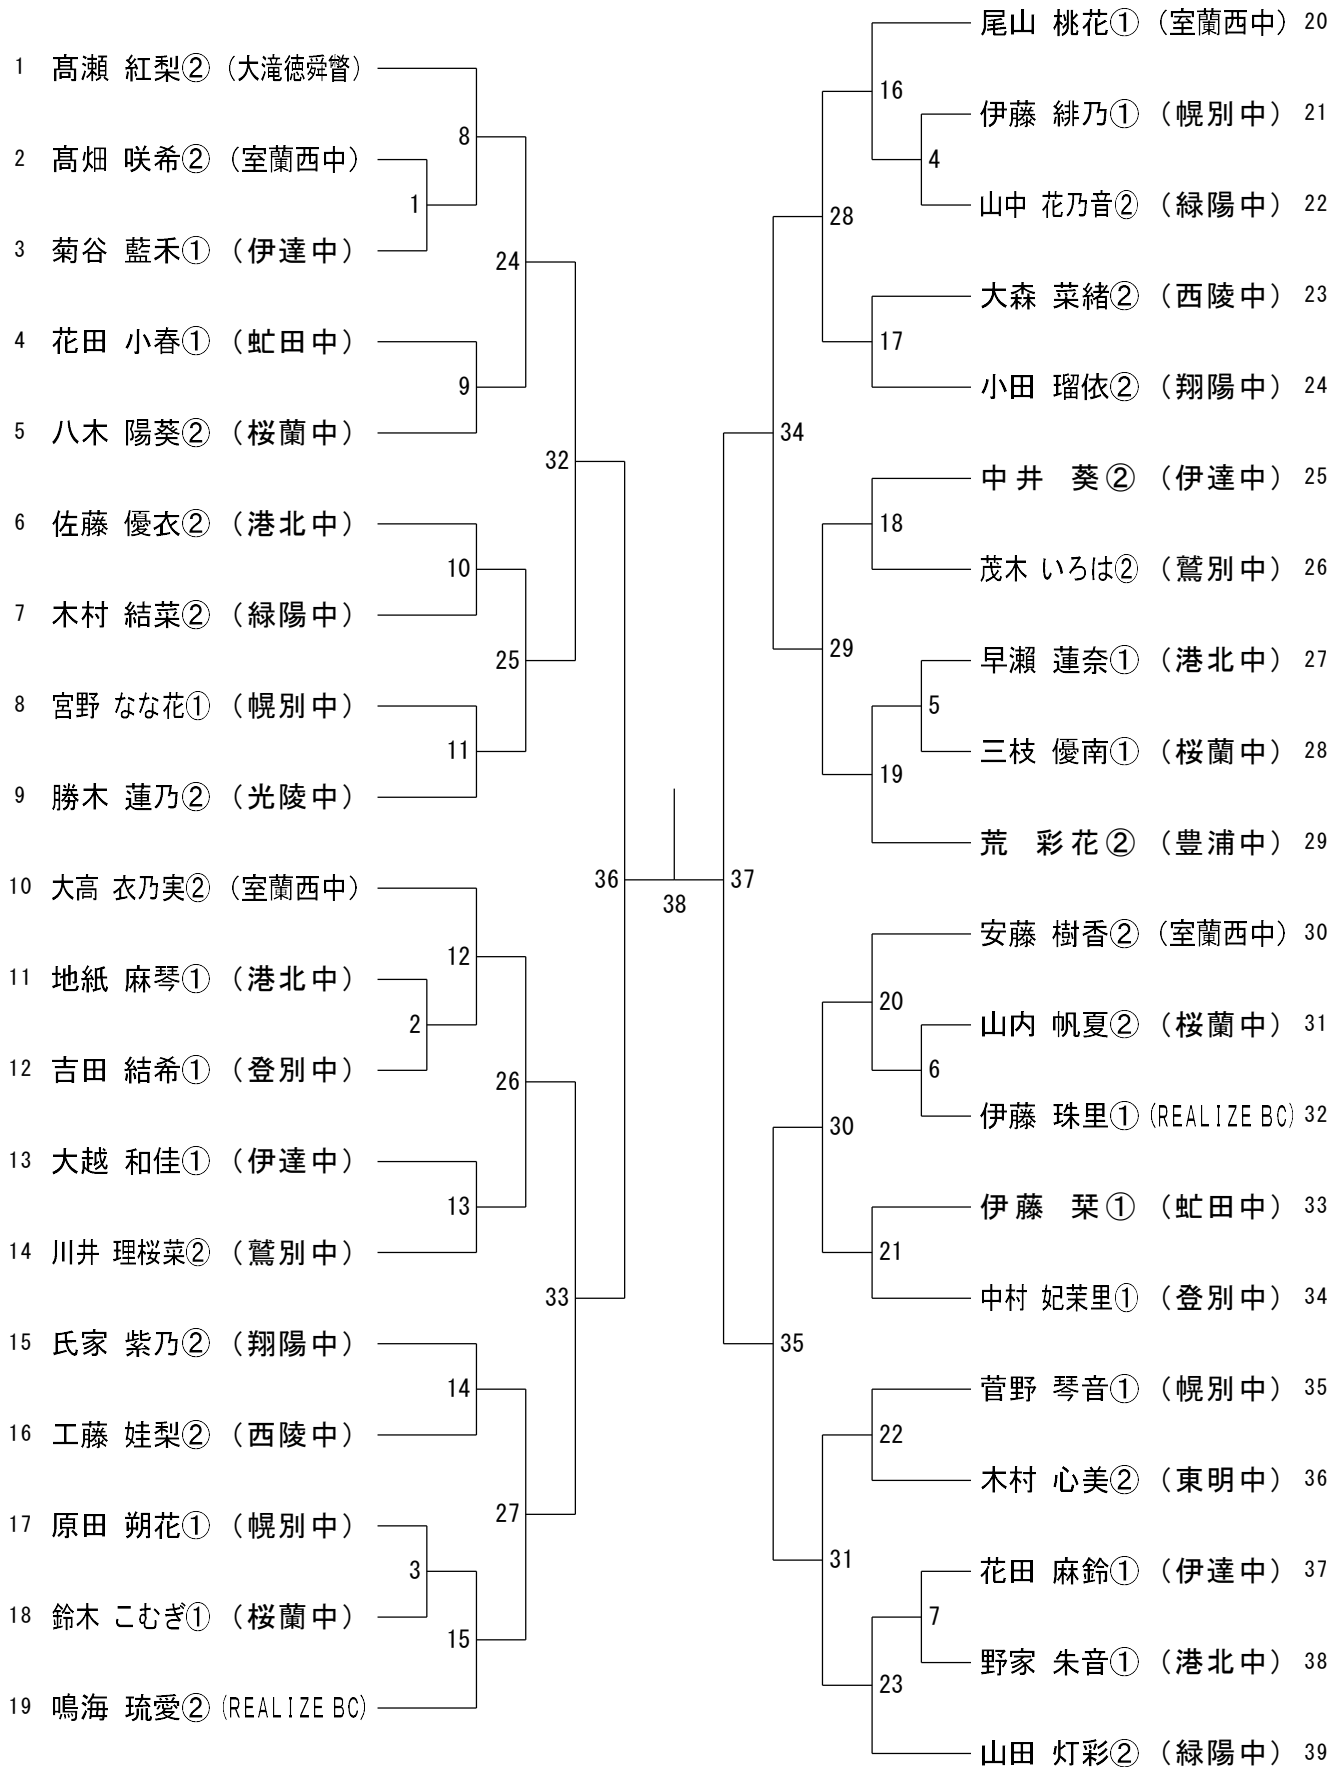 1 髙瀬 紅梨② (大滝徳舜瞥)
2 髙畑 咲希② (室蘭西中)
3 菊谷 藍禾① (伊達中)
4 花田 小春① (虻田中)
5 八木 陽葵② (桜蘭中)
6 佐藤 優衣② (港北中)
7 木村 結菜② (緑陽中)
8 宮野 なな花① (幌別中)
9 勝木 蓮乃② (光陵中)
10 大高 衣乃実② (室蘭西中)
11 地紙 麻琴① (港北中)
12 吉田 結希① (登別中)
13 大越 和佳① (伊達中)
14 川井 理桜菜② (鷲別中)
15 氏家 紫乃② (翔陽中)
16 工藤 娃梨② (西陵中)
17 原田 朔花① (幌別中)
18 鈴木 こむぎ① (桜蘭中)
19 鳴海 琉愛② (REALIZE BC)
8
1
24
9
32
10
25
11
36
12
2
26
13
33
14
27
3
15
38
37
16
4
28
17
34
18
29
5
19
20
6
30
21
35
22
31
7
23
尾山 桃花① (室蘭西中) 20
伊藤 緋乃① (幌別中) 21
山中 花乃音② (緑陽中) 22
大森 菜緒② (西陵中) 23
小田 瑠依② (翔陽中) 24
中井 葵② (伊達中) 25
茂木 いろは② (鷲別中) 26
早瀬 蓮奈① (港北中) 27
三枝 優南① (桜蘭中) 28
荒 彩花② (豊浦中) 29
安藤 樹香② (室蘭西中) 30
山内 帆夏② (桜蘭中) 31
伊藤 珠里① (REALIZE BC) 32
伊藤 栞① (虻田中) 33
中村 妃茉里① (登別中) 34
菅野 琴音① (幌別中) 35
木村 心美② (東明中) 36
花田 麻鈴① (伊達中) 37
野家 朱音① (港北中) 38
山田 灯彩② (緑陽中) 39